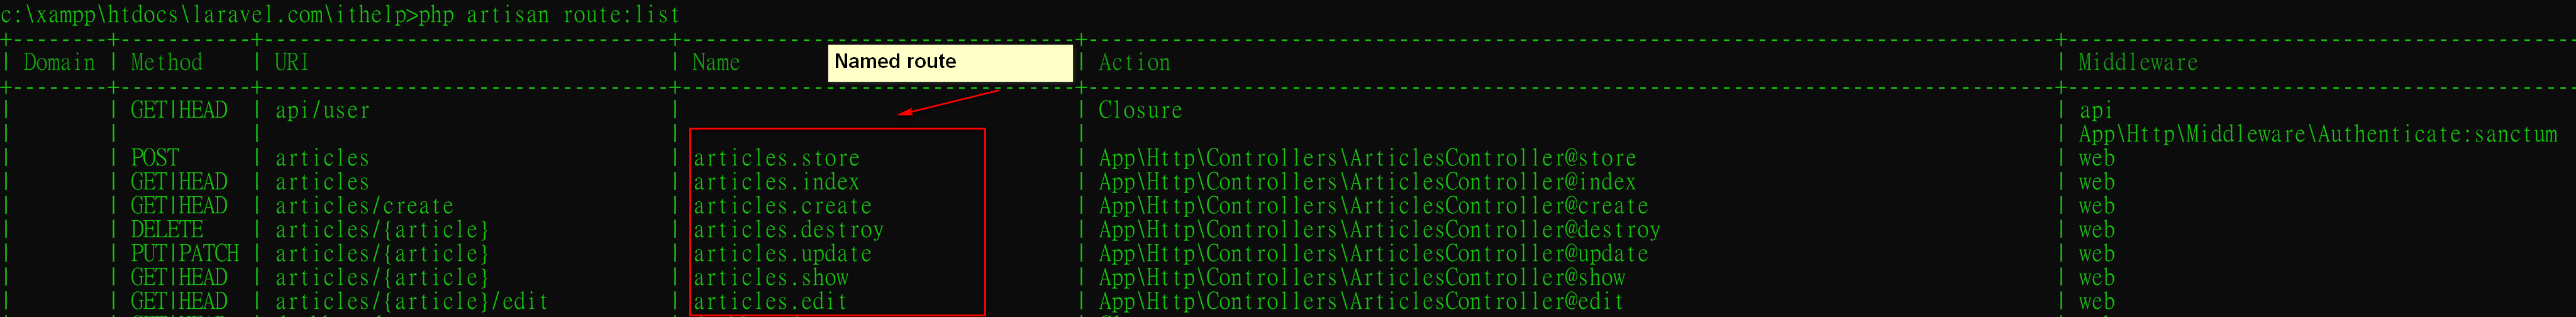 c:\xampp\htdocs\laravel.com\ithelp>php artisan route:list
| Domain | Method | URI | Name | Action | Middleware
Named route
| | GET|HEAD | api/user | | Closure | api
| | | | | | App\Http\Middleware\Authenticate:sanctum
| | POST | articles | articles.store | App\Http\Controllers\ArticlesController@store | web
| | GET|HEAD | articles | articles.index | App\Http\Controllers\ArticlesController@index | web
| | GET|HEAD | articles/create | articles.create | App\Http\Controllers\ArticlesController@create | web
| | DELETE | articles/{article} | articles.destroy | App\Http\Controllers\ArticlesController@destroy | web
| | PUT|PATCH | articles/{article} | articles.update | App\Http\Controllers\ArticlesController@update | web
| | GET|HEAD | articles/{article} | articles.show | App\Http\Controllers\ArticlesController@show | web
| | GET|HEAD | articles/{article}/edit | articles.edit | App\Http\Controllers\ArticlesController@edit | web